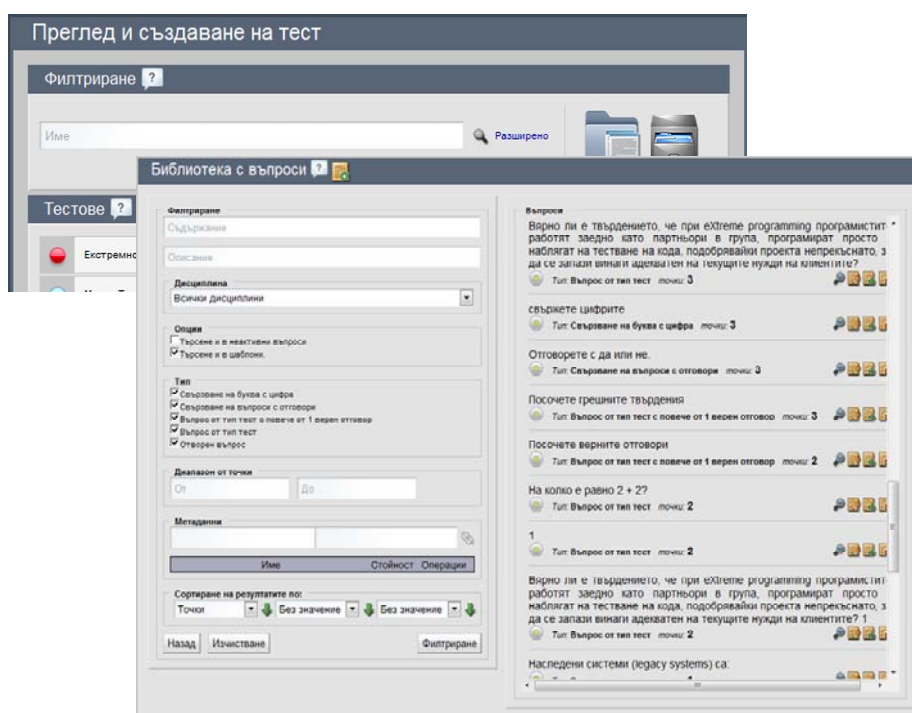 Преглед и създаване на тест
Филтриране ?
Име
Разширено
Тестове ?
Екстремно
Библиотека с въпроси ?
Филтриране
Съдържание
Описание
Дисциплина
Всички дисциплини
Опции
Търсене и в неактивни въпроси
Търсене и в шаблони.
Тип
Свързване на буква с цифра
Свързване на въпроси с отговори
Въпрос от тип тест с повече от 1 верен отговор
Въпрос от тип тест
Отворен въпрос
Диапазон от точки
От До
Метаданни
Име Стойност Операции
Сортиране на резултатите по:
Точки Без значение Без значение
Назад Изчистване Филтриране
Въпроси
Вярно ли е твърдението, че при eXtreme programming програмистит
работят заедно като партньори в група, програмират просто
наблягат на тестване на кода, подобрявайки проекта непрекъснато, з
да се запази винаги адекватен на текущите нужди на клиентите?
Тип: Въпрос от тип тест точки: 3
свържете цифрите
Тип: Свързване на буква с цифра точки: 3
Отговорете с да или не.
Тип: Свързване на въпроси с отговори точки: 3
Посочете грешните твърдения
Тип: Въпрос от тип тест с повече от 1 верен отговор точки: 3
Посочете верните отговори
Тип: Въпрос от тип тест с повече от 1 верен отговор точки: 2
На колко е равно 2 + 2?
Тип: Въпрос от тип тест точки: 2
1
Тип: Въпрос от тип тест точки: 2
Вярно ли е твърдението, че при eXtreme programming програмистит
работят заедно като партньори в група, програмират просто
наблягат на тестване на кода, подобрявайки проекта непрекъснато, з
да се запази винаги адекватен на текущите нужди на клиентите? 1
Тип: Въпрос от тип тест точки: 2
Наследени системи (legacy systems) са: